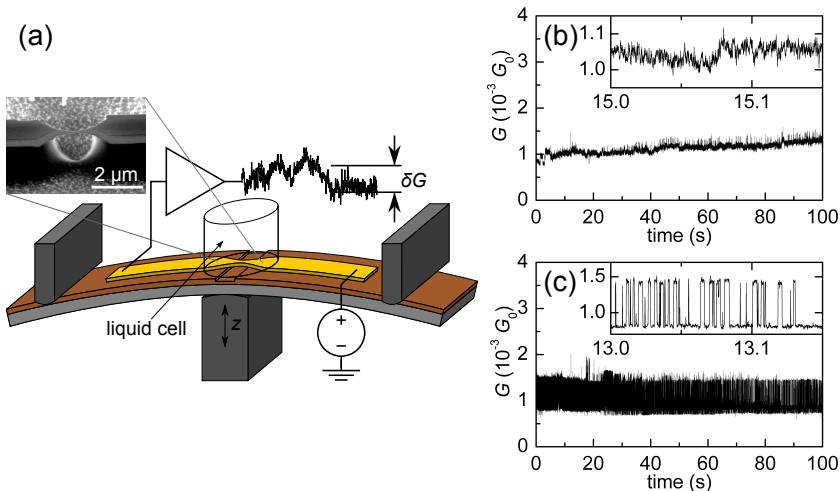 (a)
2 μm
δG
liquid cell
z
+
−
(b)
G (10⁻³ G₀)
4
3
2
1
0
1.1
1.0
15.0
15.1
0
20
40
60
80
100
time (s)
(c)
G (10⁻³ G₀)
4
3
2
1
0
1.5
1.0
13.0
13.1
0
20
40
60
80
100
time (s)